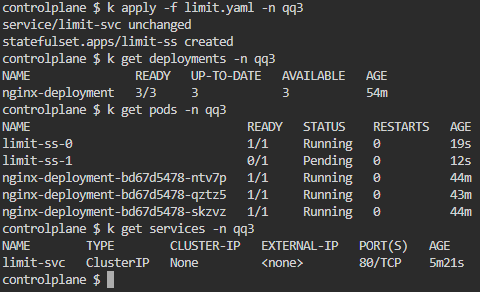 controlplane $ k apply -f limit.yaml -n qq3
service/limit-svc unchanged
statefulset.apps/limit-ss created
controlplane $ k get deployments -n qq3
NAME READY UP-TO-DATE AVAILABLE AGE
nginx-deployment 3/3 3 3 54m
controlplane $ k get pods -n qq3
NAME READY STATUS RESTARTS AGE
limit-ss-0 1/1 Running 0 19s
limit-ss-1 0/1 Pending 0 12s
nginx-deployment-bd67d5478-ntv7p 1/1 Running 0 44m
nginx-deployment-bd67d5478-qztz5 1/1 Running 0 43m
nginx-deployment-bd67d5478-skzvz 1/1 Running 0 44m
controlplane $ k get services -n qq3
NAME TYPE CLUSTER-IP EXTERNAL-IP PORT(S) AGE
limit-svc ClusterIP None <none> 80/TCP 5m21s
controlplane $